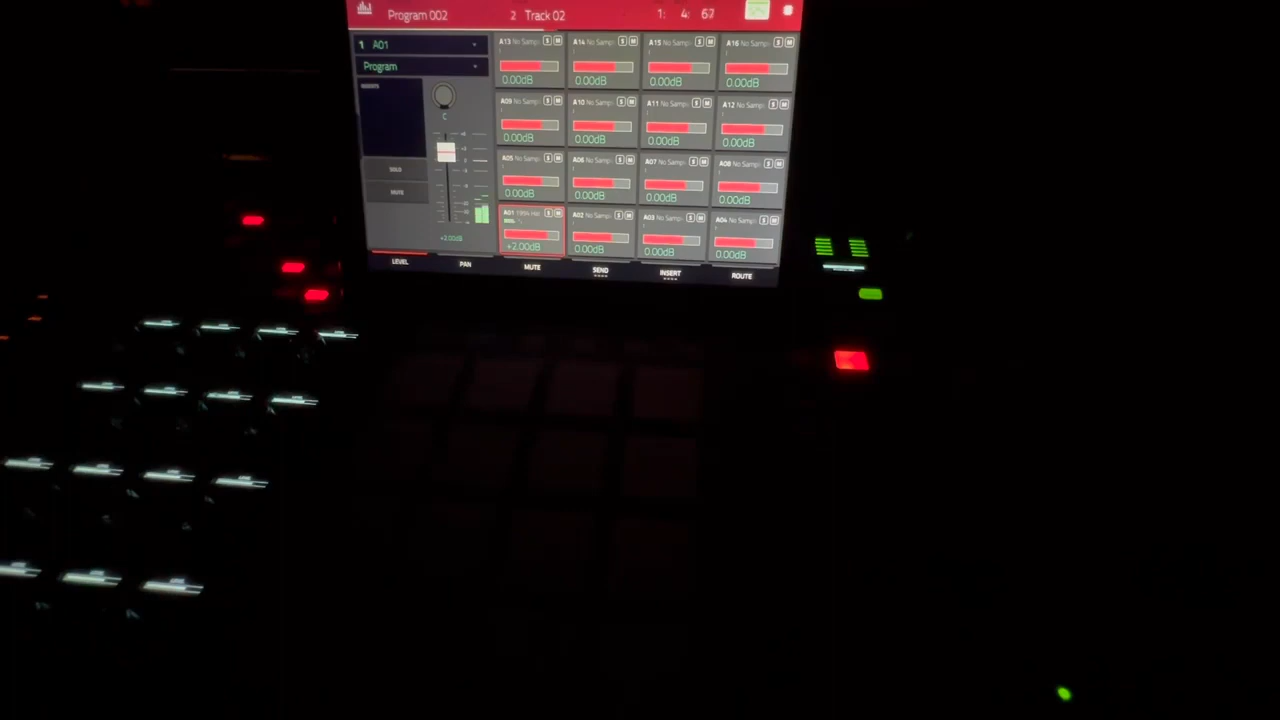 Program 002 2 Track 02 1: 4: 67
1 A01
Program
INSERTS
C
SOLO
MUTE
+2.00dB
A13 No Samp S M
0.00dB
A14 No Samp S M
0.00dB
A15 No Samp S M
0.00dB
A16 No Samp S M
0.00dB
A09 No Samp S M
0.00dB
A10 No Samp S M
0.00dB
A11 No Samp S M
0.00dB
A12 No Samp S M
0.00dB
A05 No Samp S M
0.00dB
A06 No Samp S M
0.00dB
A07 No Samp S M
0.00dB
A08 No Samp S M
0.00dB
A01 S M
+2.00dB
A02 No Samp S M
0.00dB
A03 No Samp S M
0.00dB
A04 No Samp S M
0.00dB
LEVEL PAN MUTE SEND INSERT ROUTE